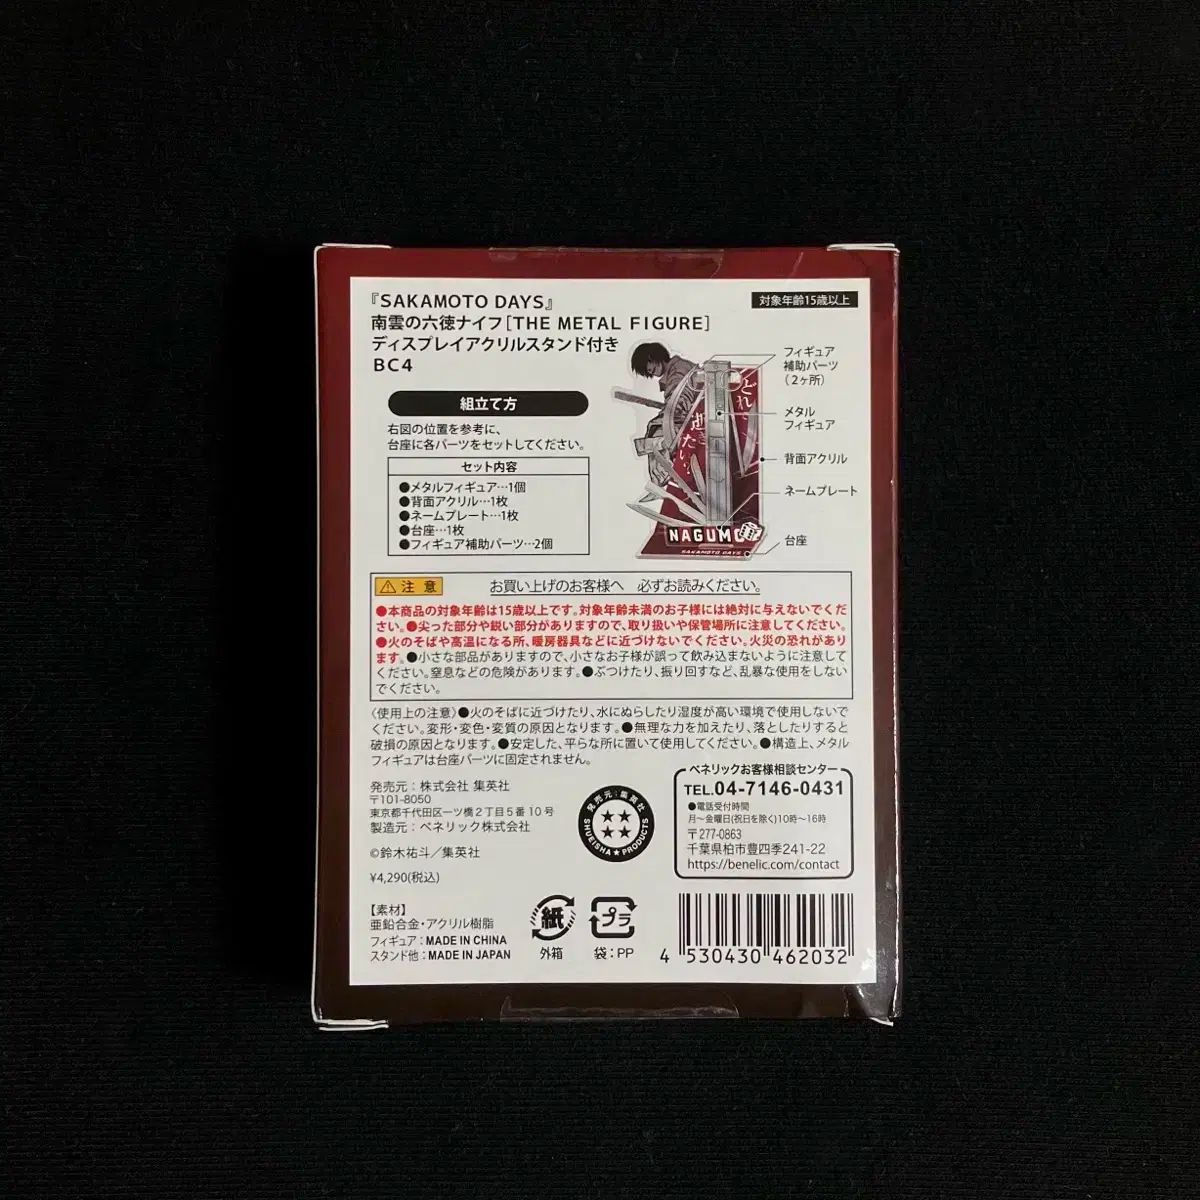 『SAKAMOTO DAYS』
対象年齢15歳以上
南雲の六徳ナイフ[THE METAL FIGURE]
ディスプレイアクリルスタンド付き
BC4
組立て方
右図の位置を参考に、
台座に各パーツをセットしてください。
セット内容
●メタルフィギュア…1個
●背面アクリル…1枚
●ネームプレート…1枚
●台座…1枚
●フィギュア補助パーツ…2個
フィギュア
補助パーツ
(2ヶ所)
メタル
フィギュア
背面アクリル
ネームプレート
台座
どれで
逝きたい?
NAGUMO
SAKAMOTO DAYS
⚠注 意
お買い上げのお客様へ 必ずお読みください。
●本商品の対象年齢は15歳以上です。対象年齢未満のお子様には絶対に与えないでくだ
さい。●尖った部分や鋭い部分がありますので、取り扱いや保管場所に注意してください。
●火のそばや高温になる所、暖房器具などに近づけないでください。火災の恐れがあり
ます。●小さな部品がありますので、小さなお子様が誤って飲み込まないように注意して
ください。窒息などの危険があります。●ぶつけたり、振り回すなど、乱暴な使用をしない
でください。
〈使用上の注意〉●火のそばに近づけたり、水にぬらしたり湿度が高い環境で使用しないで
ください。変形・変色・変質の原因となります。●無理な力を加えたり、落としたりすると
破損の原因となります。●安定した、平らな所に置いて使用してください。●構造上、メタル
フィギュアは台座パーツに固定されません。
発売元:株式会社 集英社
〒101-8050
東京都千代田区一ツ橋2丁目5番10号
製造元:ベネリック株式会社
©鈴木祐斗/集英社
¥4,290(税込)
【素材】
亜鉛合金・アクリル樹脂
フィギュア:MADE IN CHINA
スタンド他:MADE IN JAPAN
発売元:集英社
SHUEISHA★PRODUCTS
ベネリックお客様相談センター
TEL.04-7146-0431
●電話受付時間
月〜金曜日(祝日を除く)10時〜16時
〒277-0863
千葉県柏市豊四季241-22
https://benelic.com/contact
紙
外箱
プラ
袋:PP
4 530430 462032